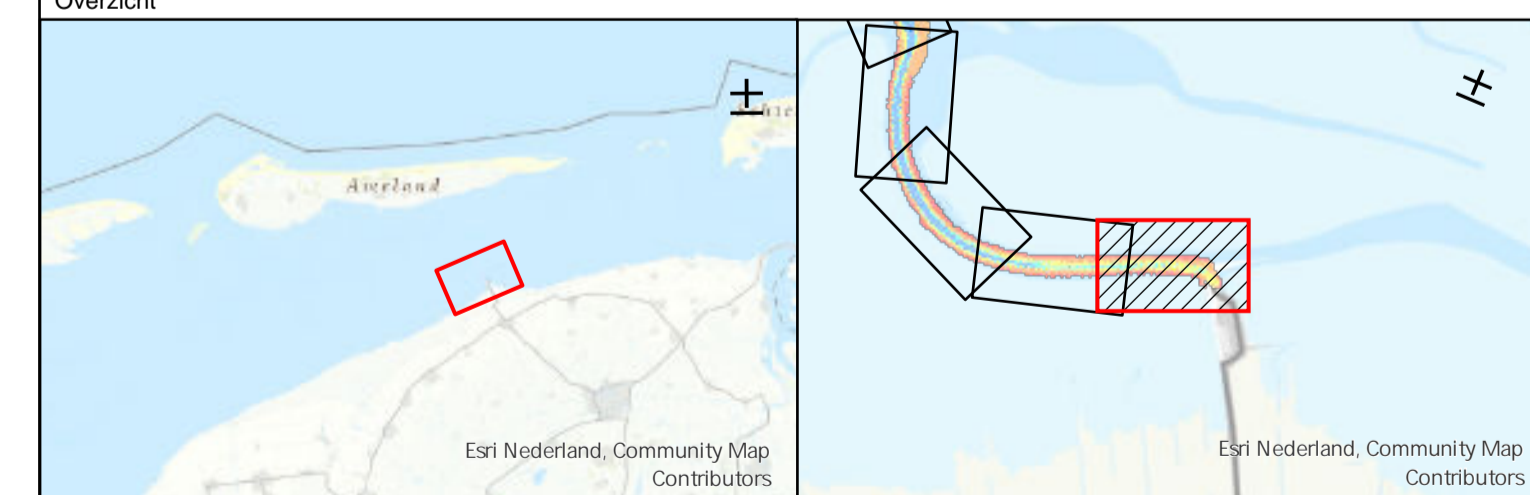 Overzicht
Ameland
Esri Nederland, Community Map
Contributors
Esri Nederland, Community Map
Contributors